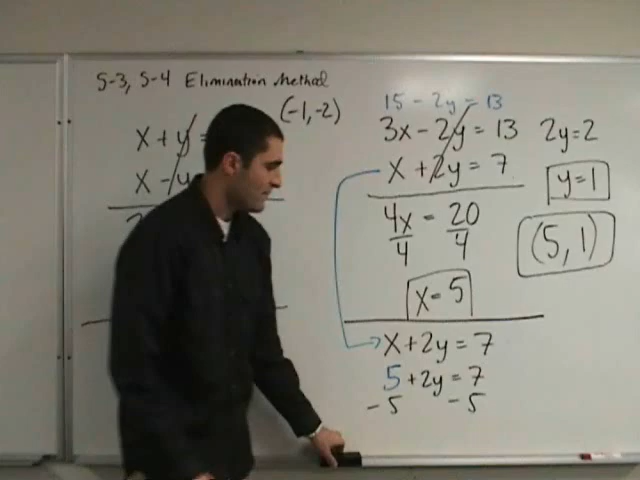 5-3, 5-4 Elimination Method
(-1,-2)
x + y =
x - y
15 - 2y = 13
3x - 2y = 13
x + 2y = 7
4x = 20
4 4
x = 5
x + 2y = 7
5 + 2y = 7
-5 -5
2y = 2
y = 1
(5, 1)